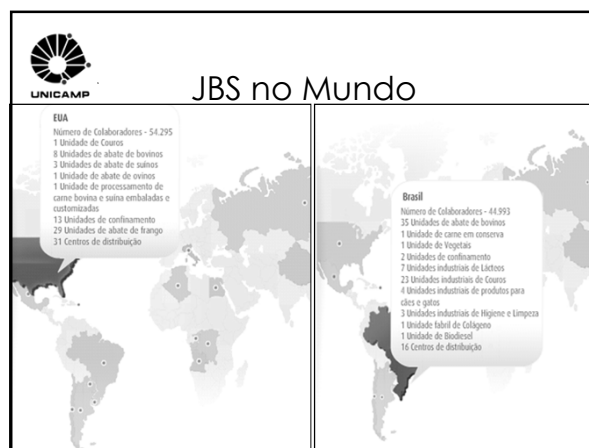 UNICAMP
JBS no Mundo
EUA
Número de Colaboradores - 54.295
1 Unidade de Couros
8 Unidades de abate de bovinos
3 Unidades de abate de suínos
1 Unidade de abate de ovinos
1 Unidade de processamento de
carne bovina e suína embaladas e
customizadas
13 Unidades de confinamento
29 Unidades de abate de frango
31 Centros de distribuição
Brasil
Número de Colaboradores - 44.993
35 Unidades de abate de bovinos
1 Unidade de carne em conserva
1 Unidade de Vegetais
2 Unidades de confinamento
7 Unidades industriais de Lácteos
23 Unidades industriais de Couros
4 Unidades industriais de produtos para
cães e gatos
3 Unidades industriais de Higiene e Limpeza
1 Unidade fabril de Colágeno
1 Unidade de Biodiesel
16 Centros de distribuição